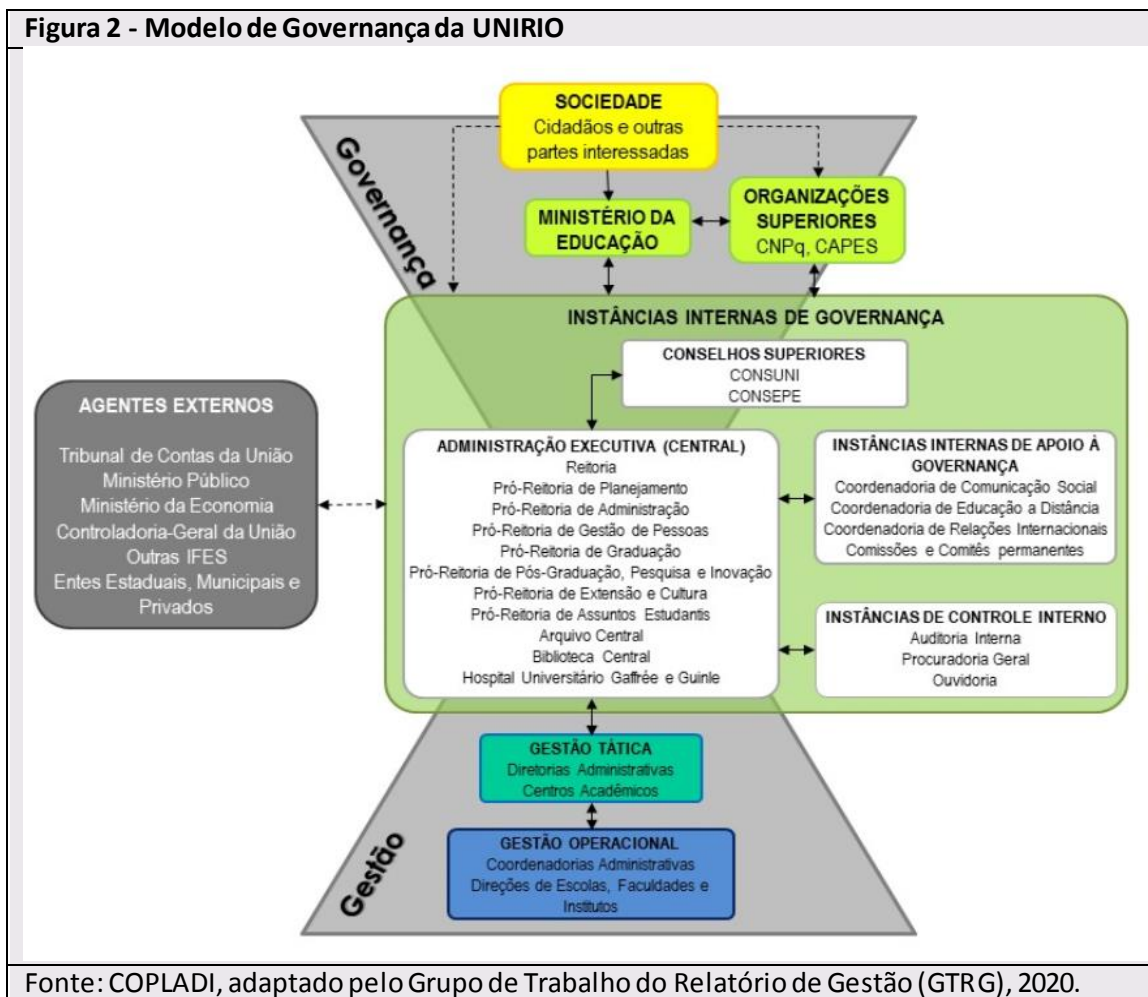 Figura 2 - Modelo de Governança da UNIRIO
Governança
SOCIEDADE
Cidadãos e outras
partes interessadas
MINISTÉRIO DA
EDUCAÇÃO
ORGANIZAÇÕES
SUPERIORES
CNPq, CAPES
INSTÂNCIAS INTERNAS DE GOVERNANÇA
CONSELHOS SUPERIORES
CONSUNI
CONSEPE
AGENTES EXTERNOS
Tribunal de Contas da União
Ministério Público
Ministério da Economia
Controladoria-Geral da União
Outras IFES
Entes Estaduais, Municipais e
Privados
ADMINISTRAÇÃO EXECUTIVA (CENTRAL)
Reitoria
Pró-Reitoria de Planejamento
Pró-Reitoria de Administração
Pró-Reitoria de Gestão de Pessoas
Pró-Reitoria de Graduação
Pró-Reitoria de Pós-Graduação, Pesquisa e Inovação
Pró-Reitoria de Extensão e Cultura
Pró-Reitoria de Assuntos Estudantis
Arquivo Central
Biblioteca Central
Hospital Universitário Gaffrée e Guinle
INSTÂNCIAS INTERNAS DE APOIO À
GOVERNANÇA
Coordenadoria de Comunicação Social
Coordenadoria de Educação a Distância
Coordenadoria de Relações Internacionais
Comissões e Comitês permanentes
INSTÂNCIAS DE CONTROLE INTERNO
Auditoria Interna
Procuradoria Geral
Ouvidoria
GESTÃO TÁTICA
Diretorias Administrativas
Centros Acadêmicos
GESTÃO OPERACIONAL
Coordenadorias Administrativas
Direções de Escolas, Faculdades e
Institutos
Gestão
Fonte: COPLADI, adaptado pelo Grupo de Trabalho do Relatório de Gestão (GTRG), 2020.